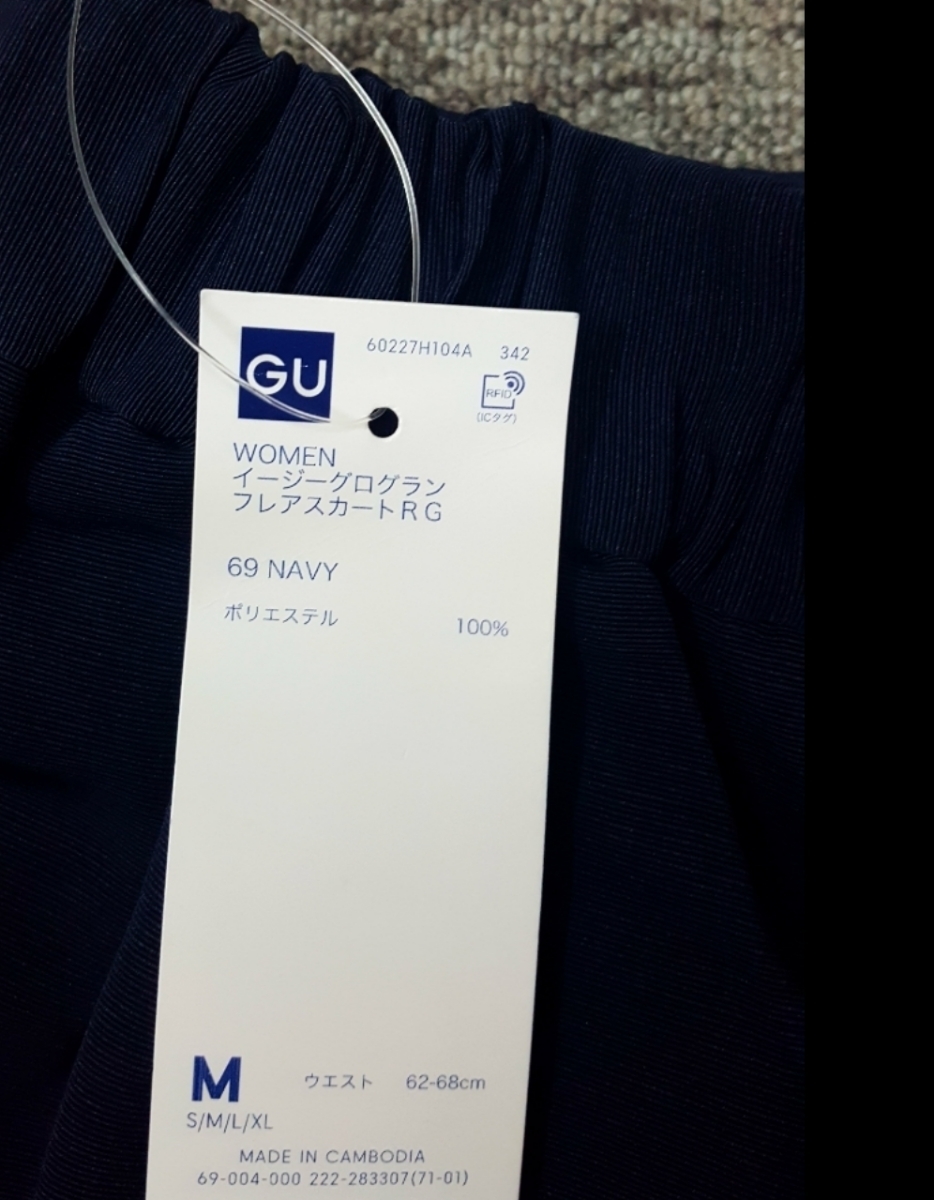 GU
60227H104A 342
RFID
(ICタグ)
WOMEN
イージーグログラン
フレアスカートRG
69 NAVY
ポリエステル 100%
M ウエスト 62-68cm
S/M/L/XL
MADE IN CAMBODIA
69-004-000 222-283307(71-01)